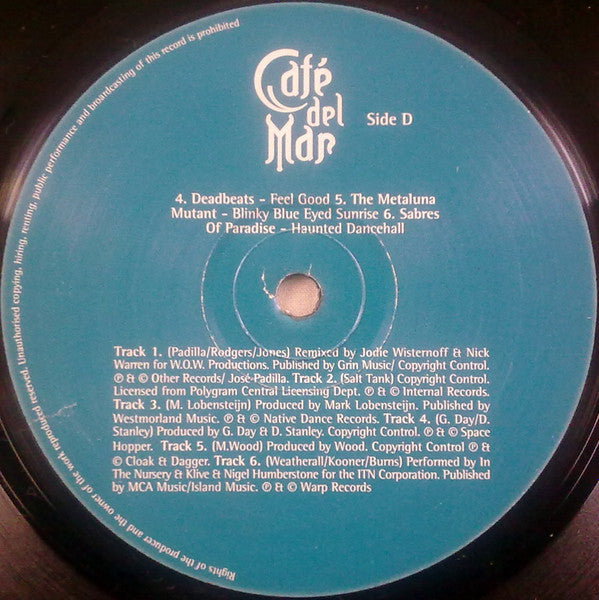 Café
del
Mar
Side D
4. Deadbeats - Feel Good 5. The Metaluna
Mutant - Blinky Blue Eyed Sunrise 6. Sabres
Of Paradise - Haunted Dancehall
Track 1. (Padilla/Rodgers/Jones) Remixed by Jodie Wisternoff & Nick
Warren for W.O.W. Productions. Published by Grin Music/ Copyright Control.
℗ & © Other Records/ José Padilla. Track 2. (Salt Tank) Copyright Control.
Licensed from Polygram Central Licensing Dept. ℗ & © Internal Records.
Track 3. (M. Lobensteijn) Produced by Mark Lobensteijn. Published by
Westmorland Music. ℗ & © Native Dance Records. Track 4. (G. Day/D.
Stanley) Produced by G. Day & D. Stanley. Copyright Control. ℗ & © Space
Hopper. Track 5. (M.Wood) Produced by Wood. Copyright Control ℗ &
© Cloak & Dagger. Track 6. (Weatherall/Kooner/Burns) Performed by In
The Nursery & Klive & Nigel Humberstone for the ITN Corporation. Published
by MCA Music/Island Music. ℗ & © Warp Records
Rights of the producer and the owner of the work reproduced reserved. Unauthorised copying, hiring, renting, public performance and broadcasting of this record is prohibited